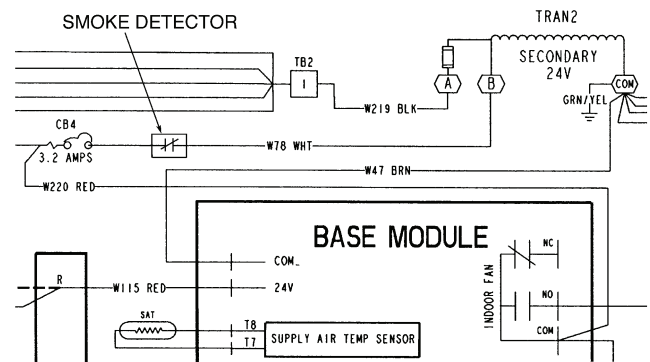 TRAN2
SMOKE DETECTOR
SECONDARY
24V
TB2
1
A
B
COM
W219 BLK
GRN/YEL
CB4
3.2 AMPS
W78 WHT
W47 BRN
W220 RED
BASE MODULE
COM_
24V
R
W115 RED
SAT
T8
T7
SUPPLY AIR TEMP SENSOR
INDOOR FAN
NC
NO
COM